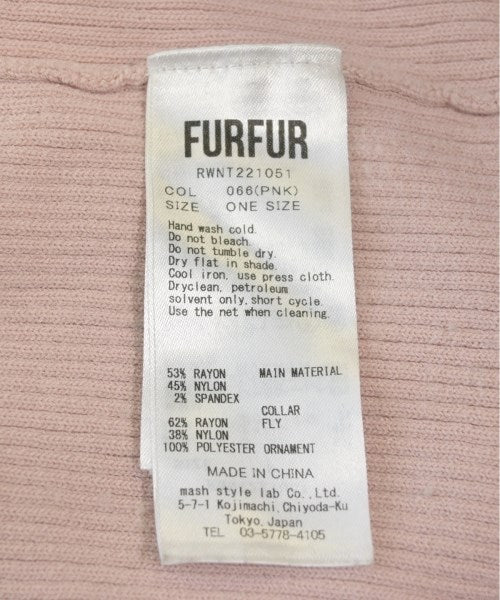 FURFUR
RWNT221051
COL 066(PNK)
SIZE ONE SIZE
Hand wash cold.
Do not bleach.
Do not tumble dry.
Dry flat in shade.
Cool iron, use press cloth.
Dryclean, petroleum
solvent only, short cycle.
Use the net when cleaning.
53% RAYON MAIN MATERIAL
45% NYLON
2% SPANDEX
COLLAR
62% RAYON FLY
38% NYLON
100% POLYESTER ORNAMENT
MADE IN CHINA
mash style lab Co., Ltd.
5-7-1 Kojimachi, Chiyoda-Ku
Tokyo, Japan
TEL 03-5778-4105